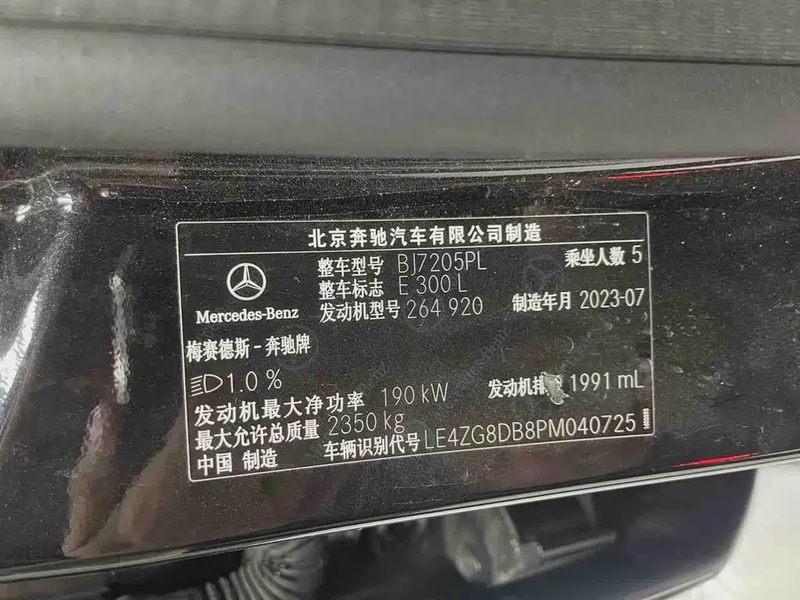 北京奔驰汽车有限公司制造
整车型号 BJ7205PL 乘坐人数 5
整车标志 E 300 L
发动机型号 264 920 制造年月 2023-07
Mercedes-Benz
梅赛德斯-奔驰牌
1.0 %
发动机最大净功率 190 kW 发动机排 1991 mL
最大允许总质量 2350 kg
中国 制造 车辆识别代号 LE4ZG8DB8PM040725